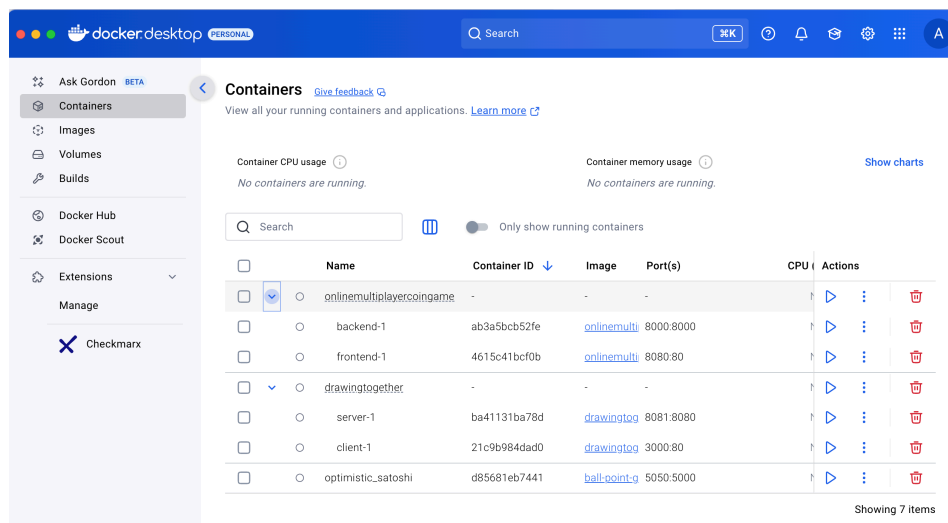 docker.desktop PERSONAL
Search
⌘K
A
Ask Gordon BETA
Containers
Images
Volumes
Builds
Docker Hub
Docker Scout
Extensions
Manage
Checkmarx
Containers Give feedback
View all your running containers and applications. Learn more
Container CPU usage
No containers are running.
Container memory usage
No containers are running.
Show charts
Search
Only show running containers
Name Container ID Image Port(s) CPU ( Actions
onlinemultiplayercoingame - - -
backend-1 ab3a5bcb52fe onlinemulti 8000:8000
frontend-1 4615c41bcf0b onlinemulti 8080:80
drawingtogether - - -
server-1 ba41131ba78d drawingtog 8081:8080
client-1 21c9b984dad0 drawingtog 3000:80
optimistic_satoshi d85681eb7441 ball-point-g 5050:5000
Showing 7 items